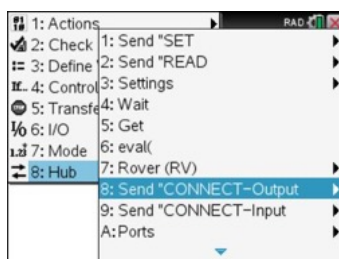 1: Actions
RAD
2: Check
3: Define
4: Control
5: Transfe
6: I/O
7: Mode
8: Hub
1: Send "SET
2: Send "READ
3: Settings
4: Wait
5: Get
6: eval(
7: Rover (RV)
8: Send "CONNECT-Output
9: Send "CONNECT-Input
A: Ports